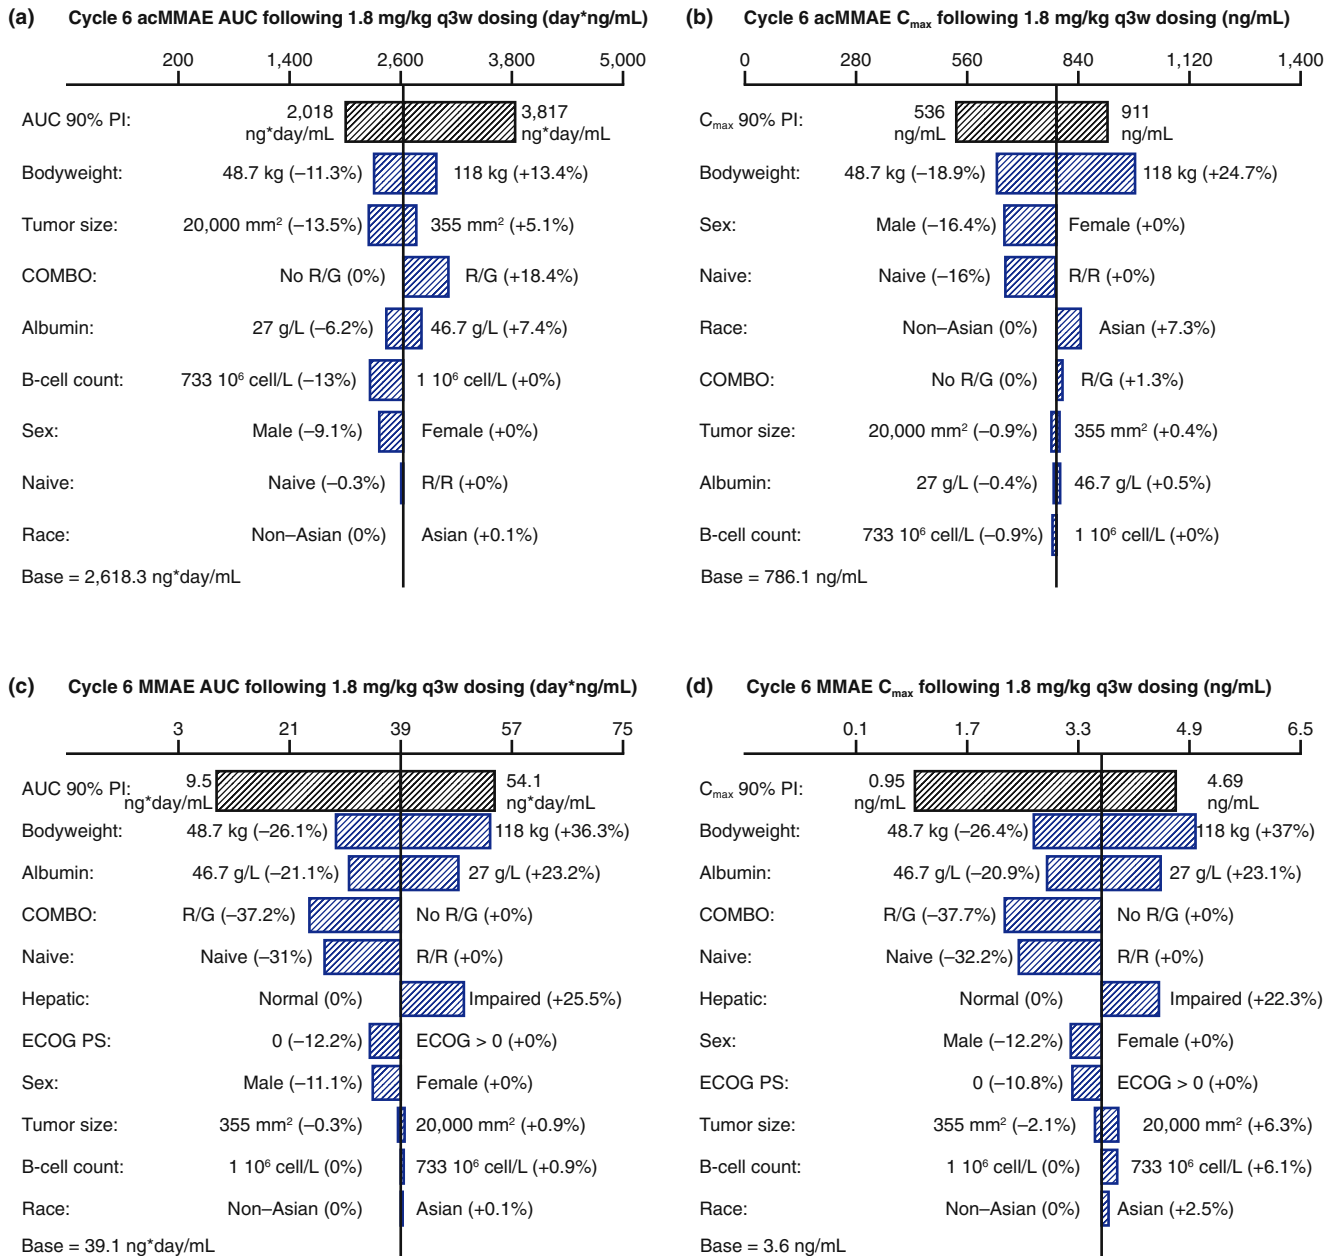 (a) Cycle 6 acMMAE AUC following 1.8 mg/kg q3w dosing (day*ng/mL)
200 1,400 2,600 3,800 5,000
AUC 90% PI: 2,018 ng*day/mL 3,817 ng*day/mL
Bodyweight: 48.7 kg (–11.3%) 118 kg (+13.4%)
Tumor size: 20,000 mm² (–13.5%) 355 mm² (+5.1%)
COMBO: No R/G (0%) R/G (+18.4%)
Albumin: 27 g/L (–6.2%) 46.7 g/L (+7.4%)
B-cell count: 733 10⁶ cell/L (–13%) 1 10⁶ cell/L (+0%)
Sex: Male (–9.1%) Female (+0%)
Naive: Naive (–0.3%) R/R (+0%)
Race: Non–Asian (0%) Asian (+0.1%)
Base = 2,618.3 ng*day/mL
(b) Cycle 6 acMMAE Cmax following 1.8 mg/kg q3w dosing (ng/mL)
0 280 560 840 1,120 1,400
Cmax 90% PI: 536 ng/mL 911 ng/mL
Bodyweight: 48.7 kg (–18.9%) 118 kg (+24.7%)
Sex: Male (–16.4%) Female (+0%)
Naive: Naive (–16%) R/R (+0%)
Race: Non–Asian (0%) Asian (+7.3%)
COMBO: No R/G (0%) R/G (+1.3%)
Tumor size: 20,000 mm² (–0.9%) 355 mm² (+0.4%)
Albumin: 27 g/L (–0.4%) 46.7 g/L (+0.5%)
B-cell count: 733 10⁶ cell/L (–0.9%) 1 10⁶ cell/L (+0%)
Base = 786.1 ng/mL
(c) Cycle 6 MMAE AUC following 1.8 mg/kg q3w dosing (day*ng/mL)
3 21 39 57 75
AUC 90% PI: 9.5 ng*day/mL 54.1 ng*day/mL
Bodyweight: 48.7 kg (–26.1%) 118 kg (+36.3%)
Albumin: 46.7 g/L (–21.1%) 27 g/L (+23.2%)
COMBO: R/G (–37.2%) No R/G (+0%)
Naive: Naive (–31%) R/R (+0%)
Hepatic: Normal (0%) Impaired (+25.5%)
ECOG PS: 0 (–12.2%) ECOG > 0 (+0%)
Sex: Male (–11.1%) Female (+0%)
Tumor size: 355 mm² (–0.3%) 20,000 mm² (+0.9%)
B-cell count: 1 10⁶ cell/L (0%) 733 10⁶ cell/L (+0.9%)
Race: Non–Asian (0%) Asian (+0.1%)
Base = 39.1 ng*day/mL
(d) Cycle 6 MMAE Cmax following 1.8 mg/kg q3w dosing (ng/mL)
0.1 1.7 3.3 4.9 6.5
Cmax 90% PI: 0.95 ng/mL 4.69 ng/mL
Bodyweight: 48.7 kg (–26.4%) 118 kg (+37%)
Albumin: 46.7 g/L (–20.9%) 27 g/L (+23.1%)
COMBO: R/G (–37.7%) No R/G (+0%)
Naive: Naive (–32.2%) R/R (+0%)
Hepatic: Normal (0%) Impaired (+22.3%)
Sex: Male (–12.2%) Female (+0%)
ECOG PS: 0 (–10.8%) ECOG > 0 (+0%)
Tumor size: 355 mm² (–2.1%) 20,000 mm² (+6.3%)
B-cell count: 1 10⁶ cell/L (0%) 733 10⁶ cell/L (+6.1%)
Race: Non–Asian (0%) Asian (+2.5%)
Base = 3.6 ng/mL